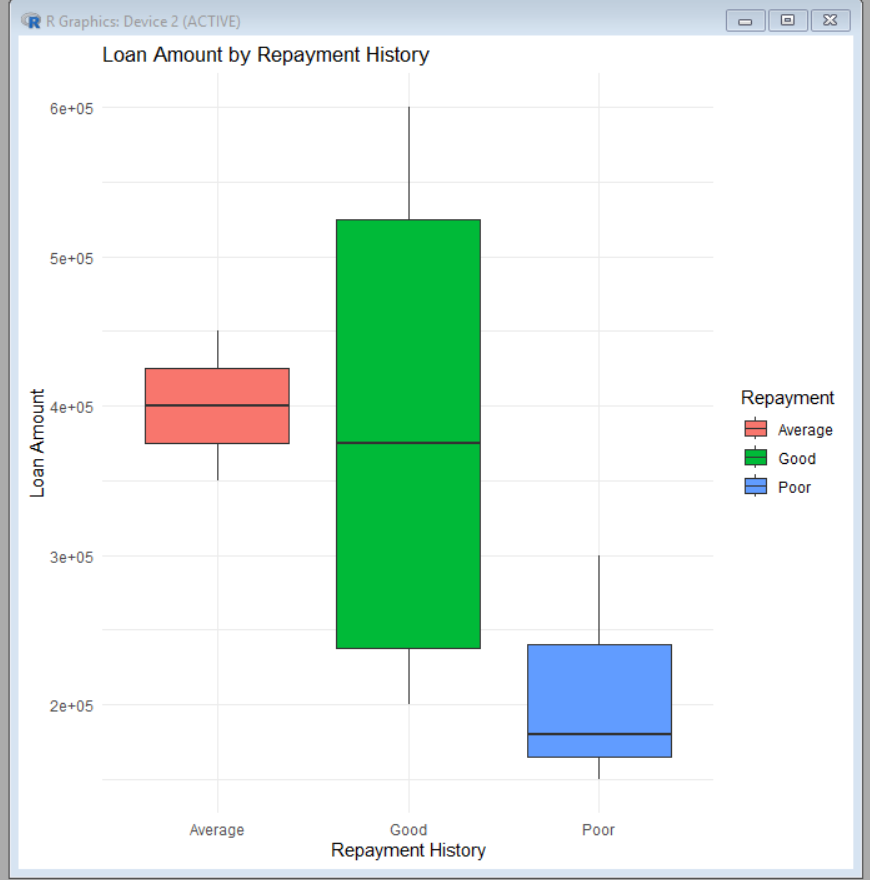 R Graphics: Device 2 (ACTIVE)
Loan Amount by Repayment History
6e+05
5e+05
4e+05
3e+05
2e+05
Loan Amount
Average
Good
Poor
Repayment History
Repayment
Average
Good
Poor